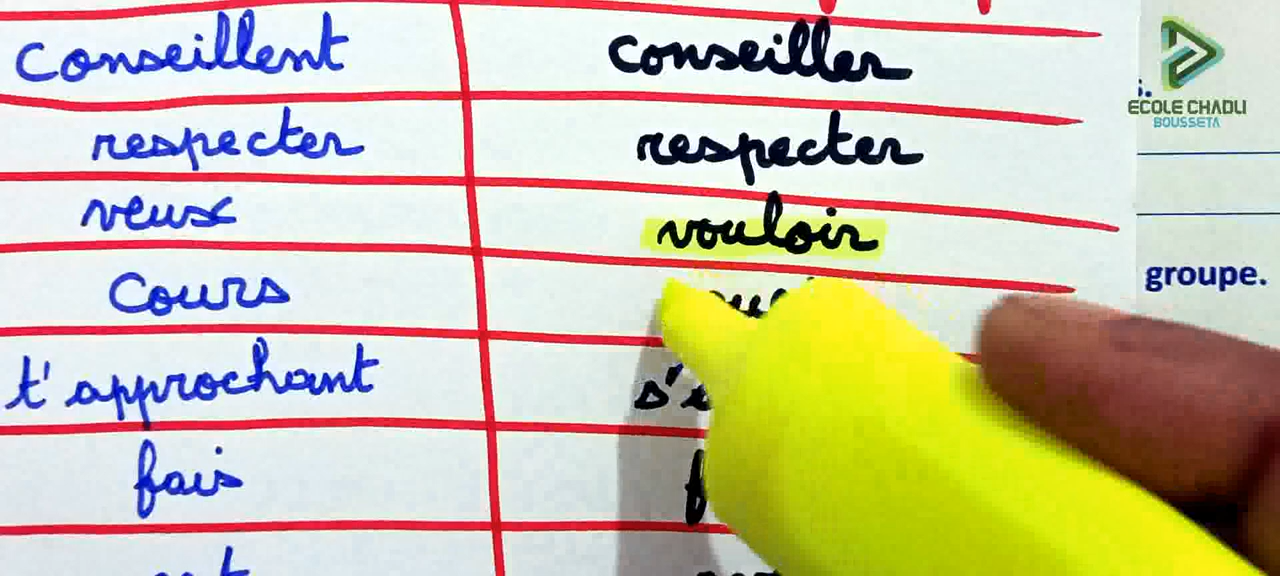 conseillent conseiller
respecter respecter
veux vouloir
Cours
t'approchant
fais
ECOLE CHADLI
BOUSSETA
groupe.